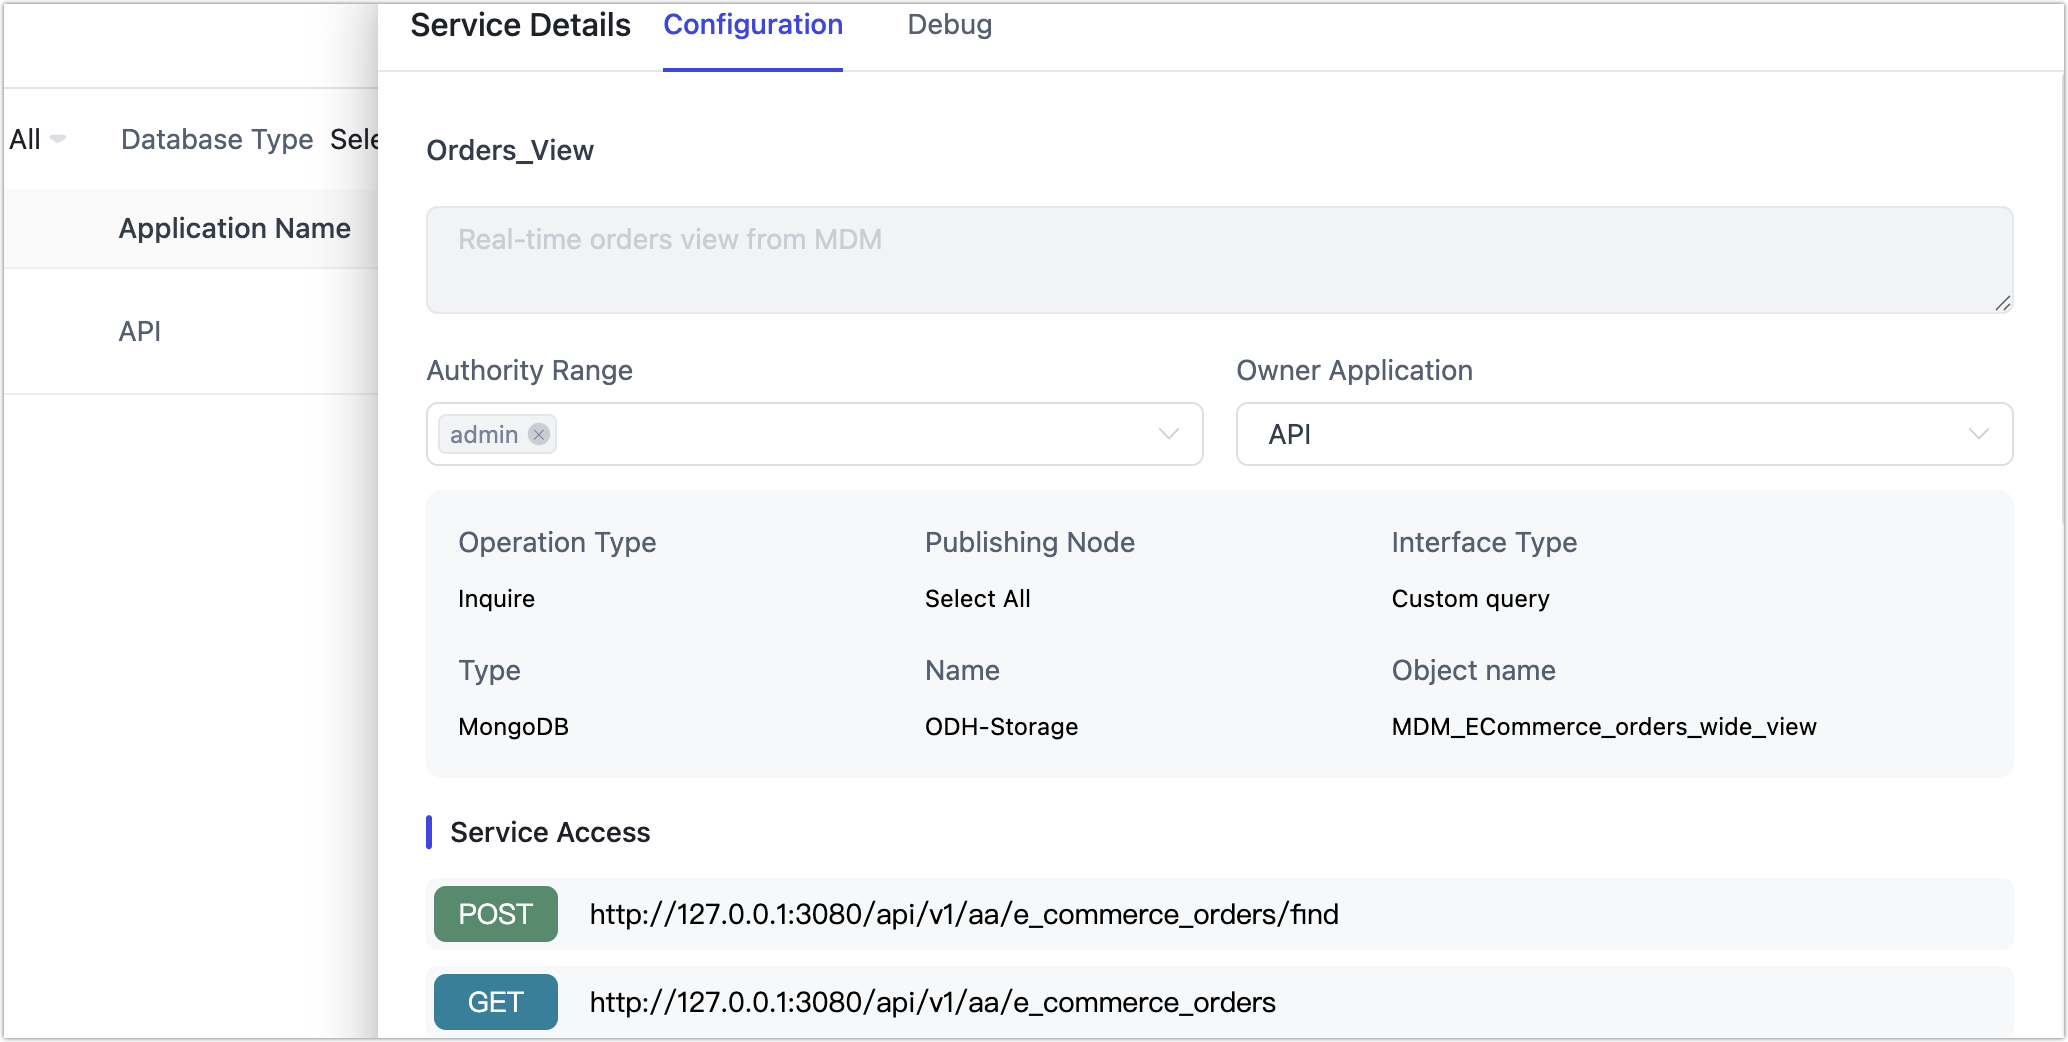 Service Details Configuration Debug
All Database Type Sele
Application Name
API
Orders_View
Real-time orders view from MDM
Authority Range Owner Application
admin API
Operation Type Publishing Node Interface Type
Inquire Select All Custom query
Type Name Object name
MongoDB ODH-Storage MDM_ECommerce_orders_wide_view
Service Access
POST http://127.0.0.1:3080/api/v1/aa/e_commerce_orders/find
GET http://127.0.0.1:3080/api/v1/aa/e_commerce_orders